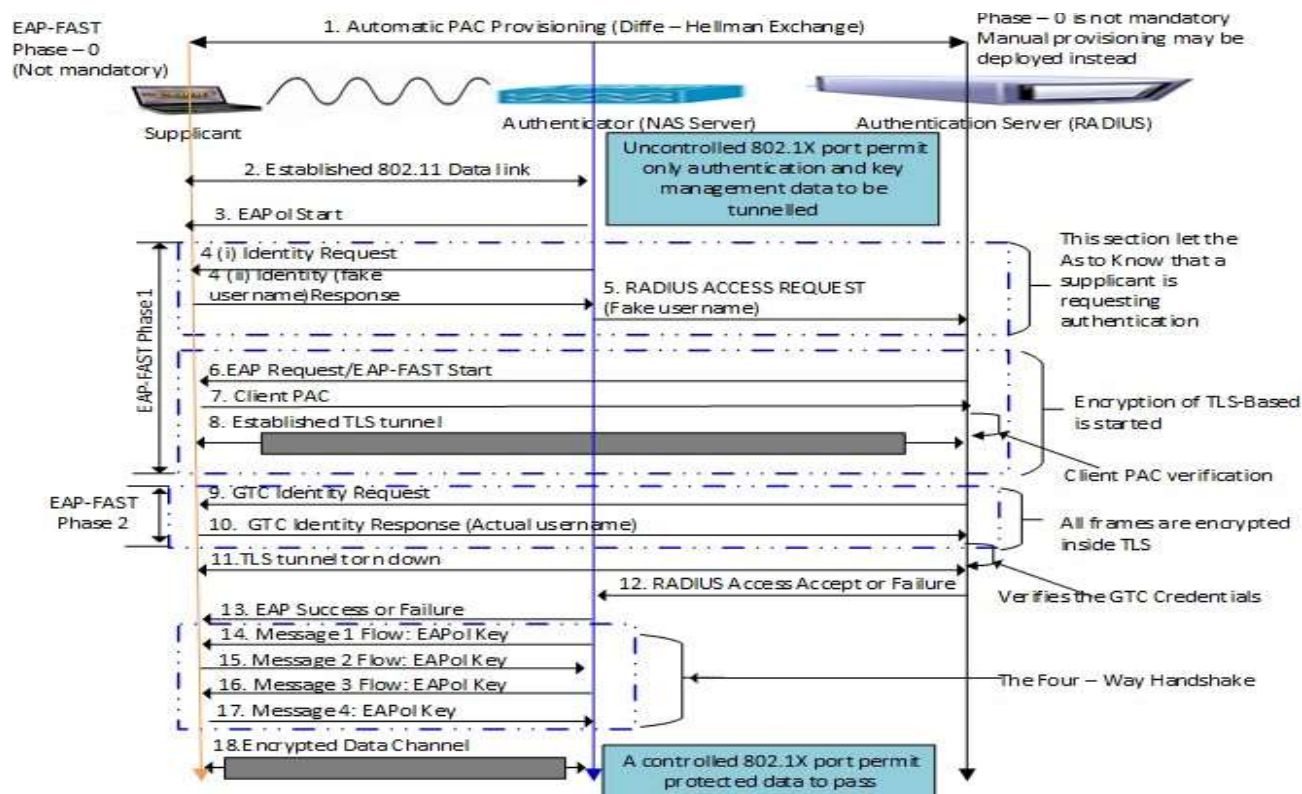 EAP-FAST
Phase – 0
(Not mandatory)
1. Automatic PAC Provisioning (Diffe – Hellman Exchange)
Phase – 0 is not mandatory
Manual provisioning may be
deployed instead
Supplicant
Authenticator (NAS Server)
Authentication Server (RADIUS)
Uncontrolled 802.1X port permit
only authentication and key
management data to be
tunnelled
2. Established 802.11 Data link
3. EAPol Start
EAP-FAST Phase 1
4 (i) Identity Request
4 (ii) Identity (fake
username)Response
5. RADIUS ACCESS REQUEST
(Fake username)
This section let the
As to Know that a
supplicant is
requesting
authentication
6.EAP Request/EAP-FAST Start
7. Client PAC
8. Established TLS tunnel
Encryption of TLS-Based
is started
Client PAC verification
EAP-FAST
Phase 2
9. GTC Identity Request
10. GTC Identity Response (Actual username)
All frames are encrypted
inside TLS
11.TLS tunnel torn down
12. RADIUS Access Accept or Failure
Verifies the GTC Credentials
13. EAP Success or Failure
14. Message 1 Flow: EAPol Key
15. Message 2 Flow: EAPol Key
16. Message 3 Flow: EAPol Key
17. Message 4: EAPol Key
The Four – Way Handshake
18.Encrypted Data Channel
A controlled 802.1X port permit
protected data to pass